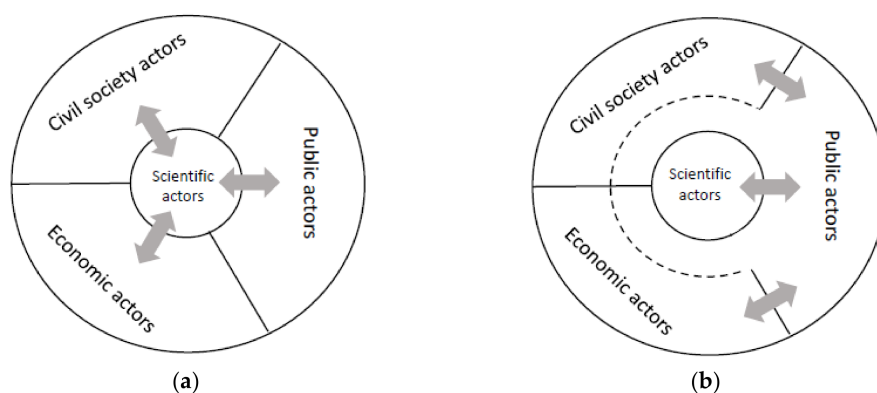 Civil society actors
Public actors
Scientific
actors
Economic actors
(a)
Civil society actors
Public actors
Scientific
actors
Economic actors
(b)